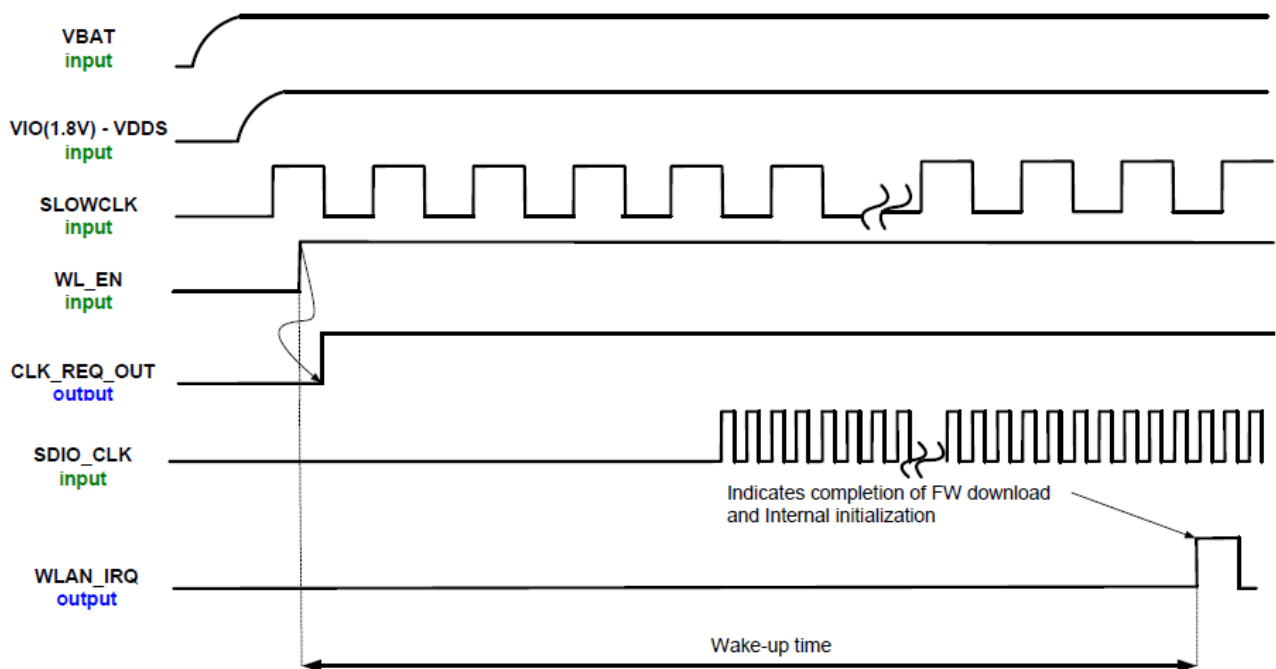 VBAT
input
VIO(1.8V) - VDDS
input
SLOWCLK
input
WL_EN
input
CLK_REQ_OUT
output
SDIO_CLK
input
Indicates completion of FW download
and Internal initialization
WLAN_IRQ
output
Wake-up time